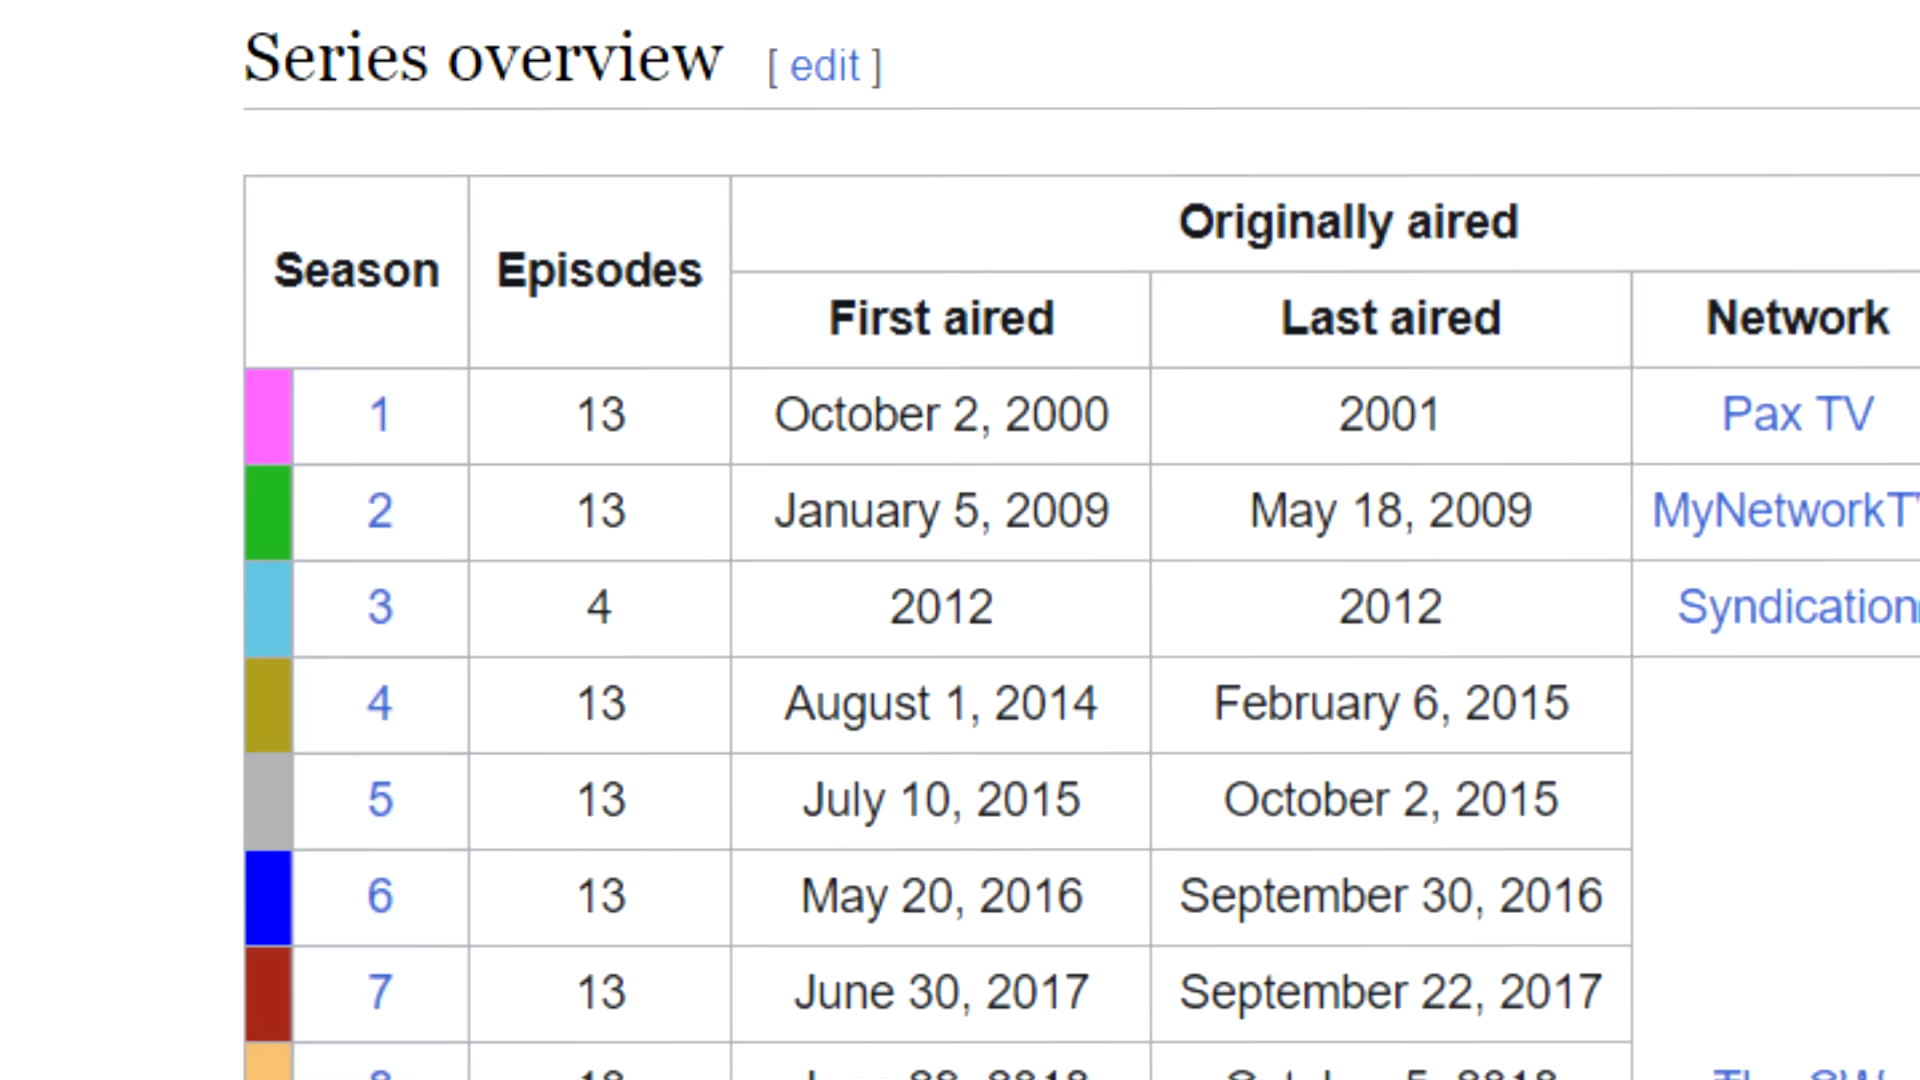 Series overview [ edit ]
Originally aired
Season Episodes
First aired Last aired Network
1 13 October 2, 2000 2001 Pax TV
2 13 January 5, 2009 May 18, 2009 MyNetworkT
3 4 2012 2012 Syndication
4 13 August 1, 2014 February 6, 2015
5 13 July 10, 2015 October 2, 2015
6 13 May 20, 2016 September 30, 2016
7 13 June 30, 2017 September 22, 2017